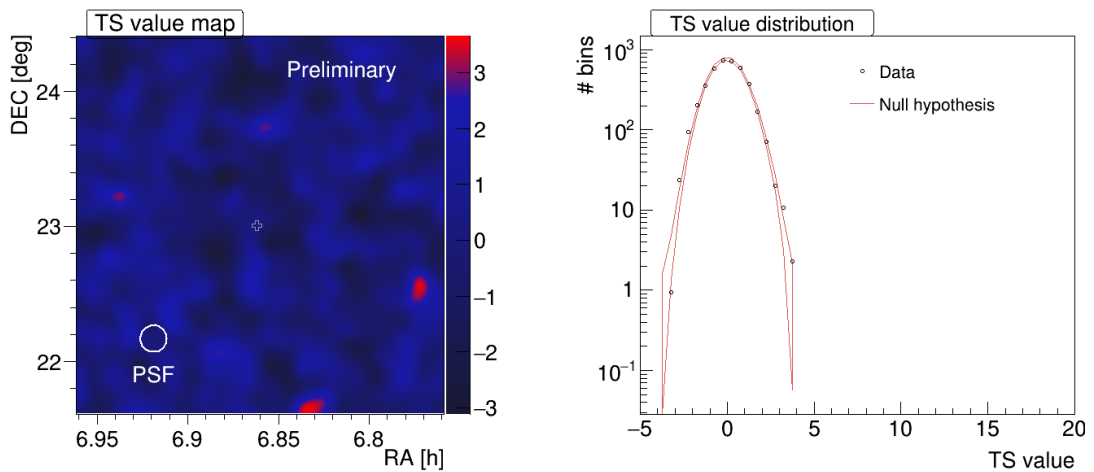 TS value map
DEC [deg]
Preliminary
24
23
22
PSF
6.95
6.9
6.85
6.8
RA [h]
3
2
1
0
−1
−2
−3
TS value distribution
# bins
10³
10²
10
1
10⁻¹
Data
Null hypothesis
−5
0
5
10
15
20
TS value